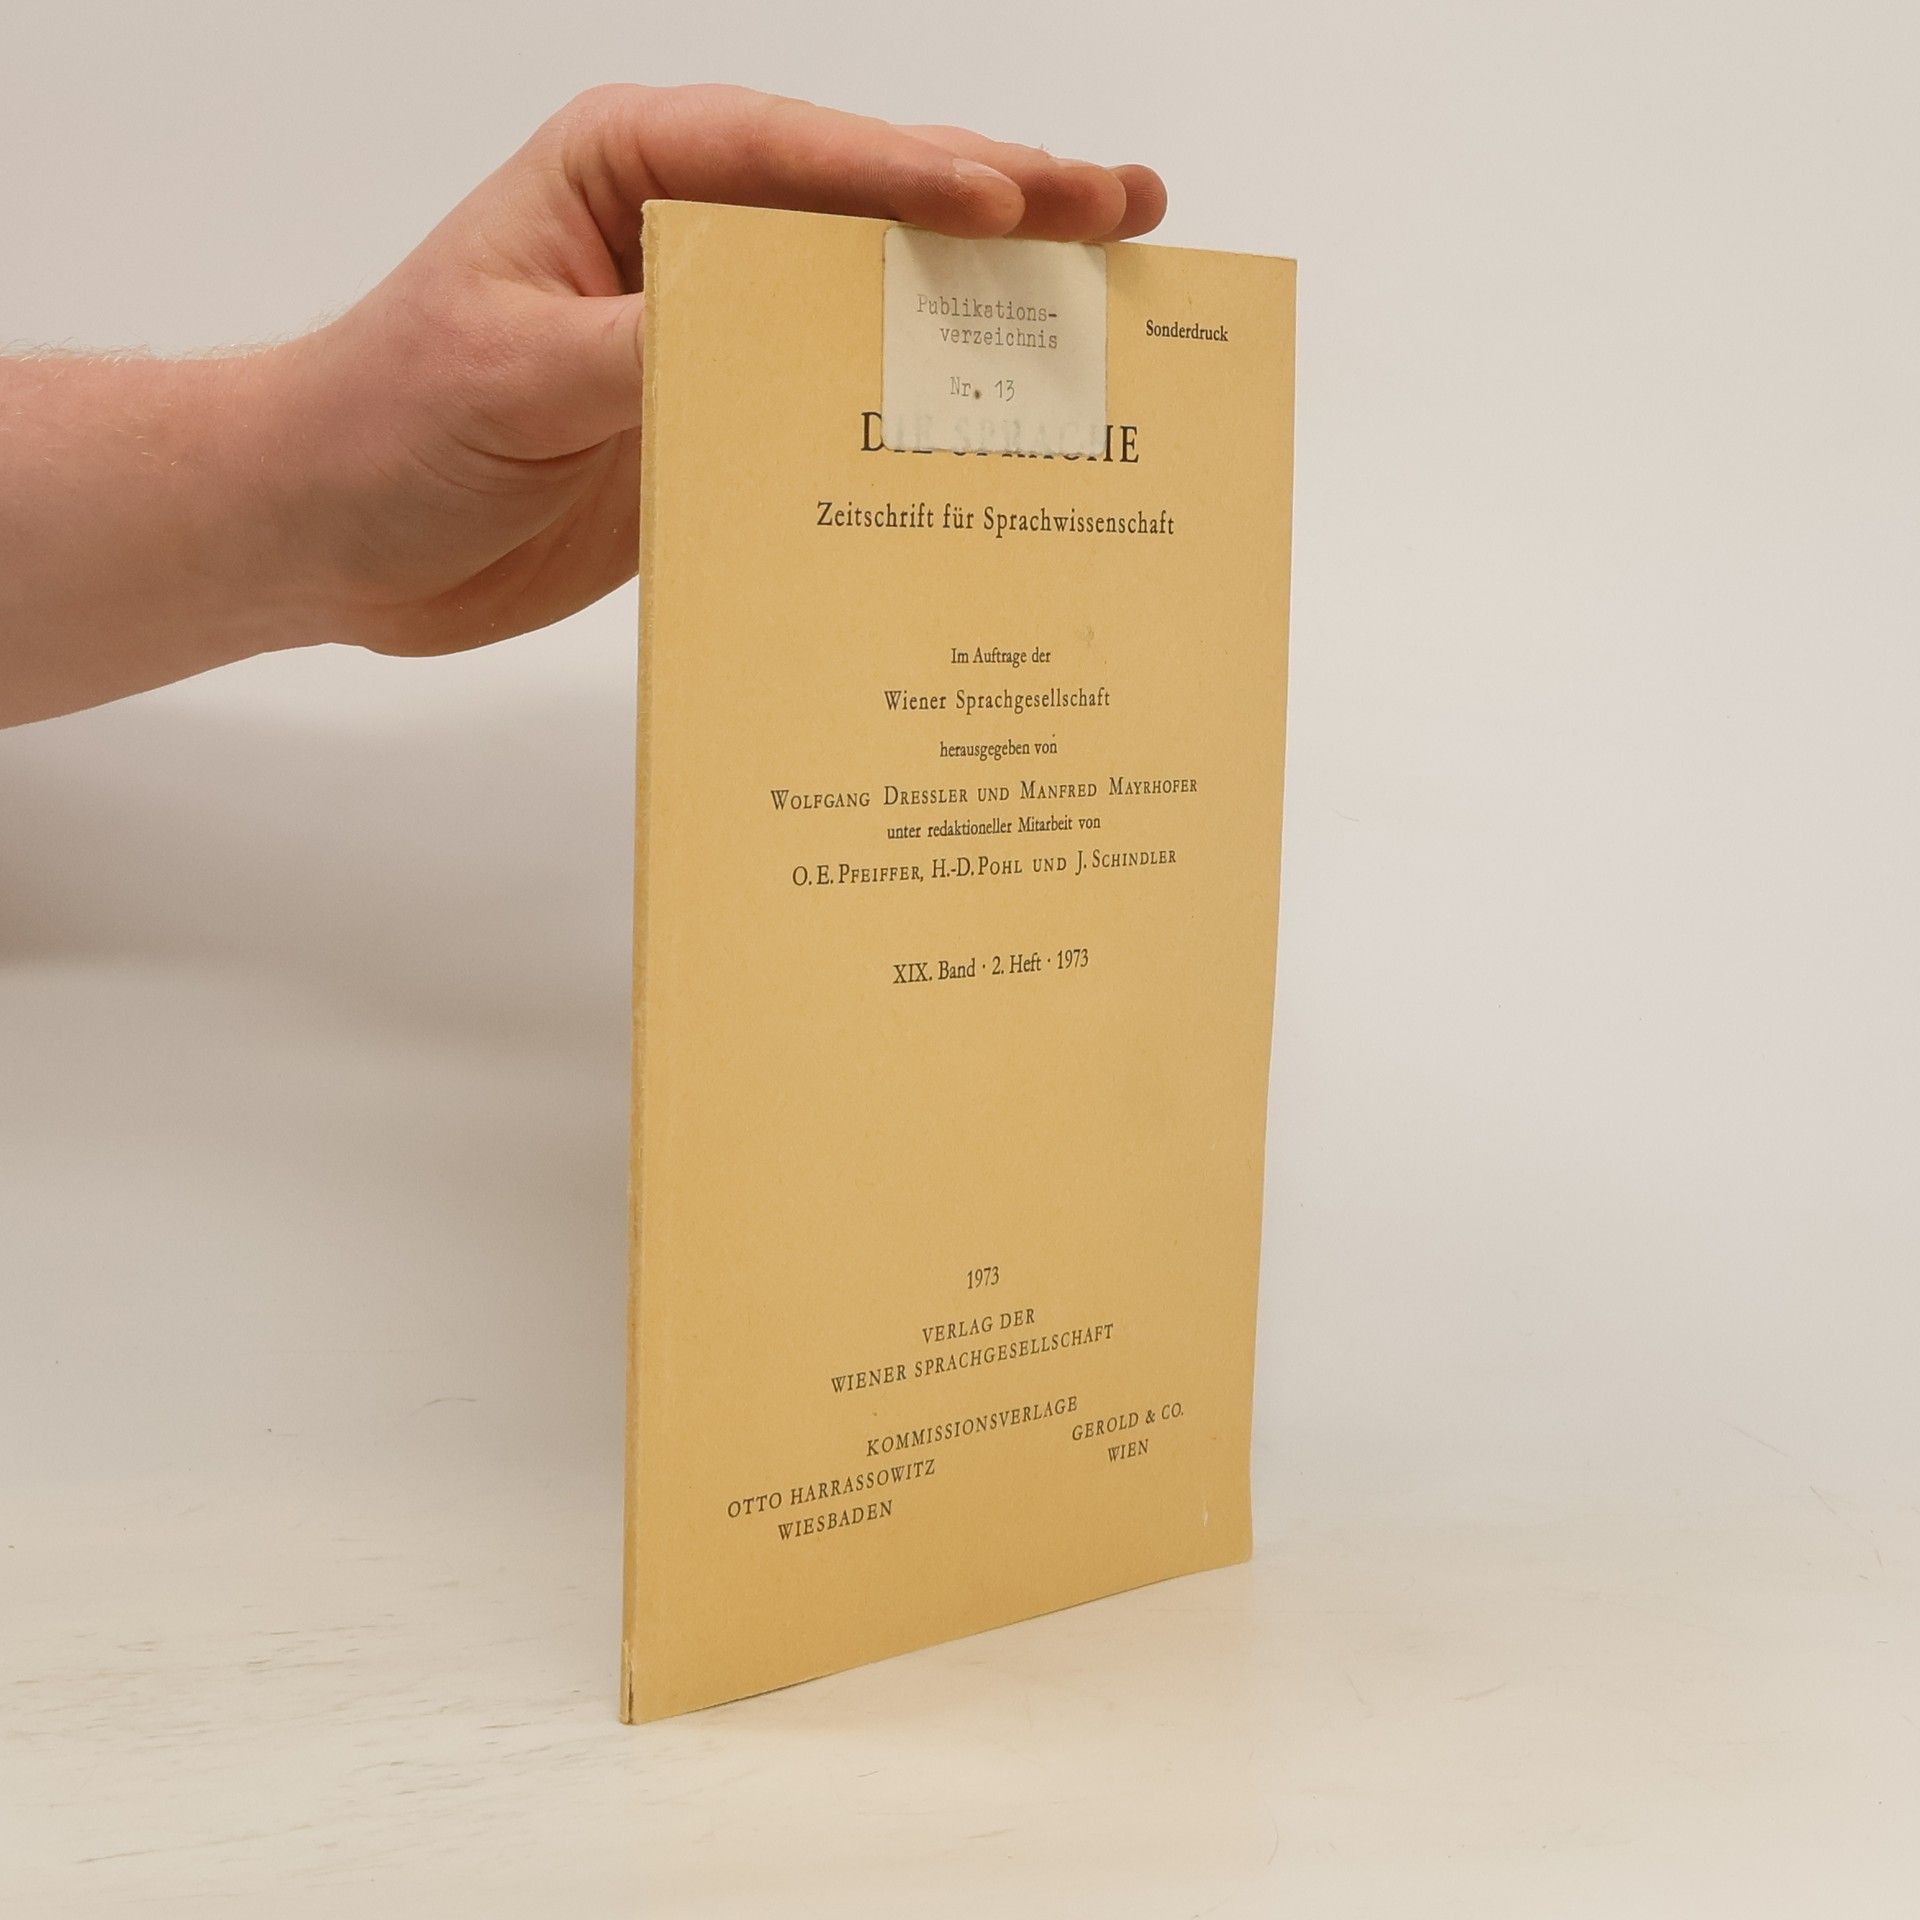 Publikations-
verzeichnis
Nr. 13
Sonderdruck
DIE SPRACHE
Zeitschrift für Sprachwissenschaft
Im Auftrage der
Wiener Sprachgesellschaft
herausgegeben von
WOLFGANG DRESSLER UND MANFRED MAYRHOFER
unter redaktioneller Mitarbeit von
O. E. PFEIFFER, H.-D. POHL UND J. SCHINDLER
XIX. Band · 2. Heft · 1973
1973
VERLAG DER
WIENER SPRACHGESELLSCHAFT
KOMMISSIONSVERLAGE
OTTO HARRASSOWITZ
WIESBADEN
GEROLD & CO.
WIEN